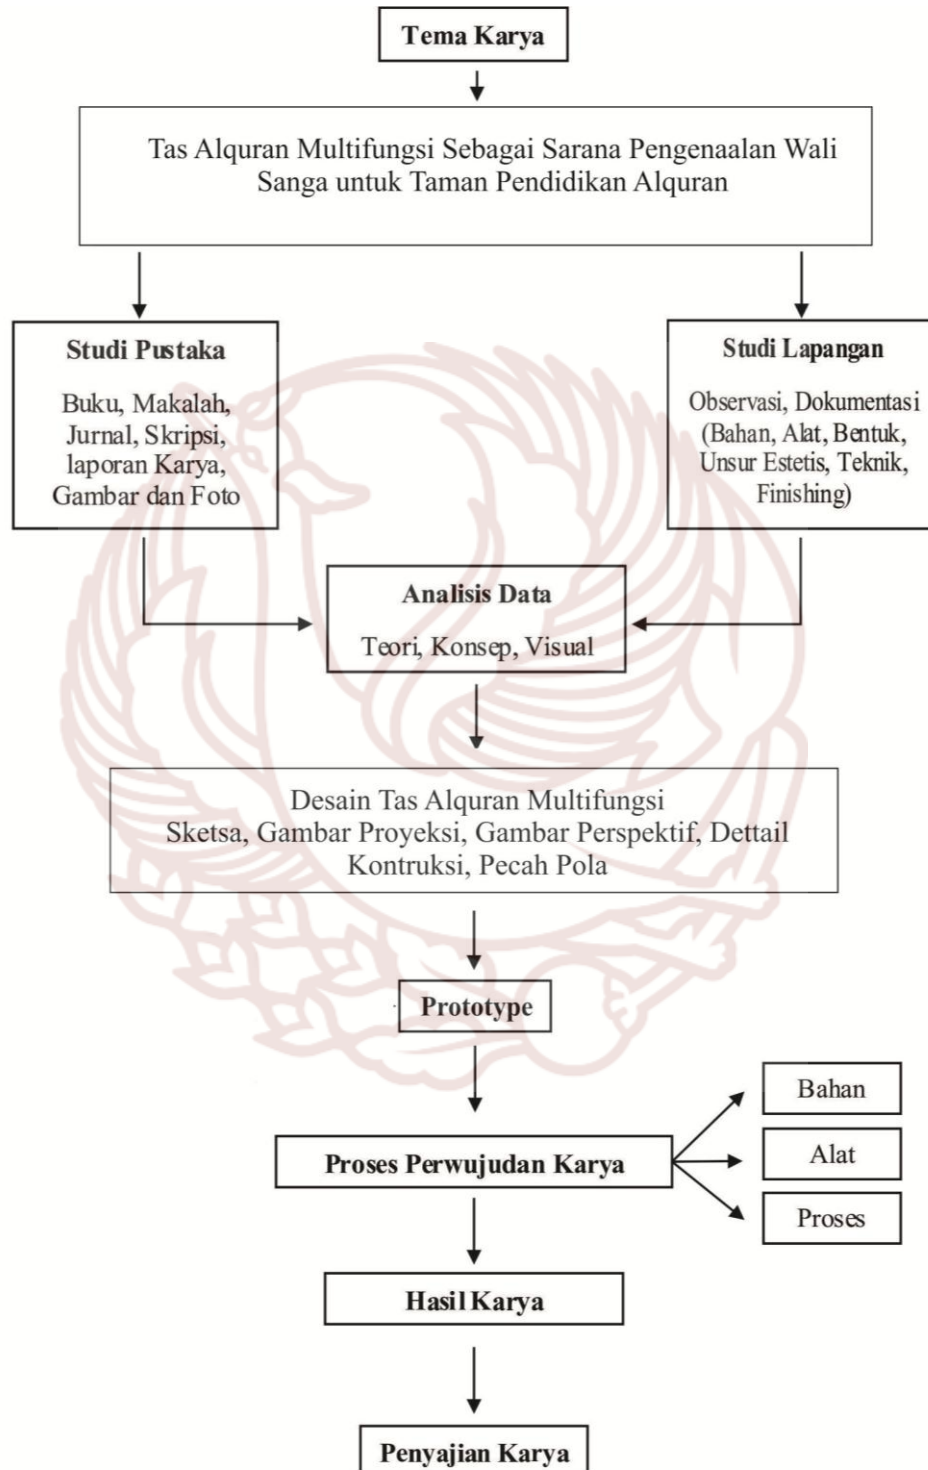 Tema Karya
Tas Alquran Multifungsi Sebagai Sarana Pengenaalan Wali
Sanga untuk Taman Pendidikan Alquran
Studi Pustaka
Buku, Makalah,
Jurnal, Skripsi,
laporan Karya,
Gambar dan Foto
Studi Lapangan
Observasi, Dokumentasi
(Bahan, Alat, Bentuk,
Unsur Estetis, Teknik,
Finishing)
Analisis Data
Teori, Konsep, Visual
Desain Tas Alquran Multifungsi
Sketsa, Gambar Proyeksi, Gambar Perspektif, Dettail
Kontruksi, Pecah Pola
Prototype
Proses Perwujudan Karya
Bahan
Alat
Proses
Hasil Karya
Penyajian Karya